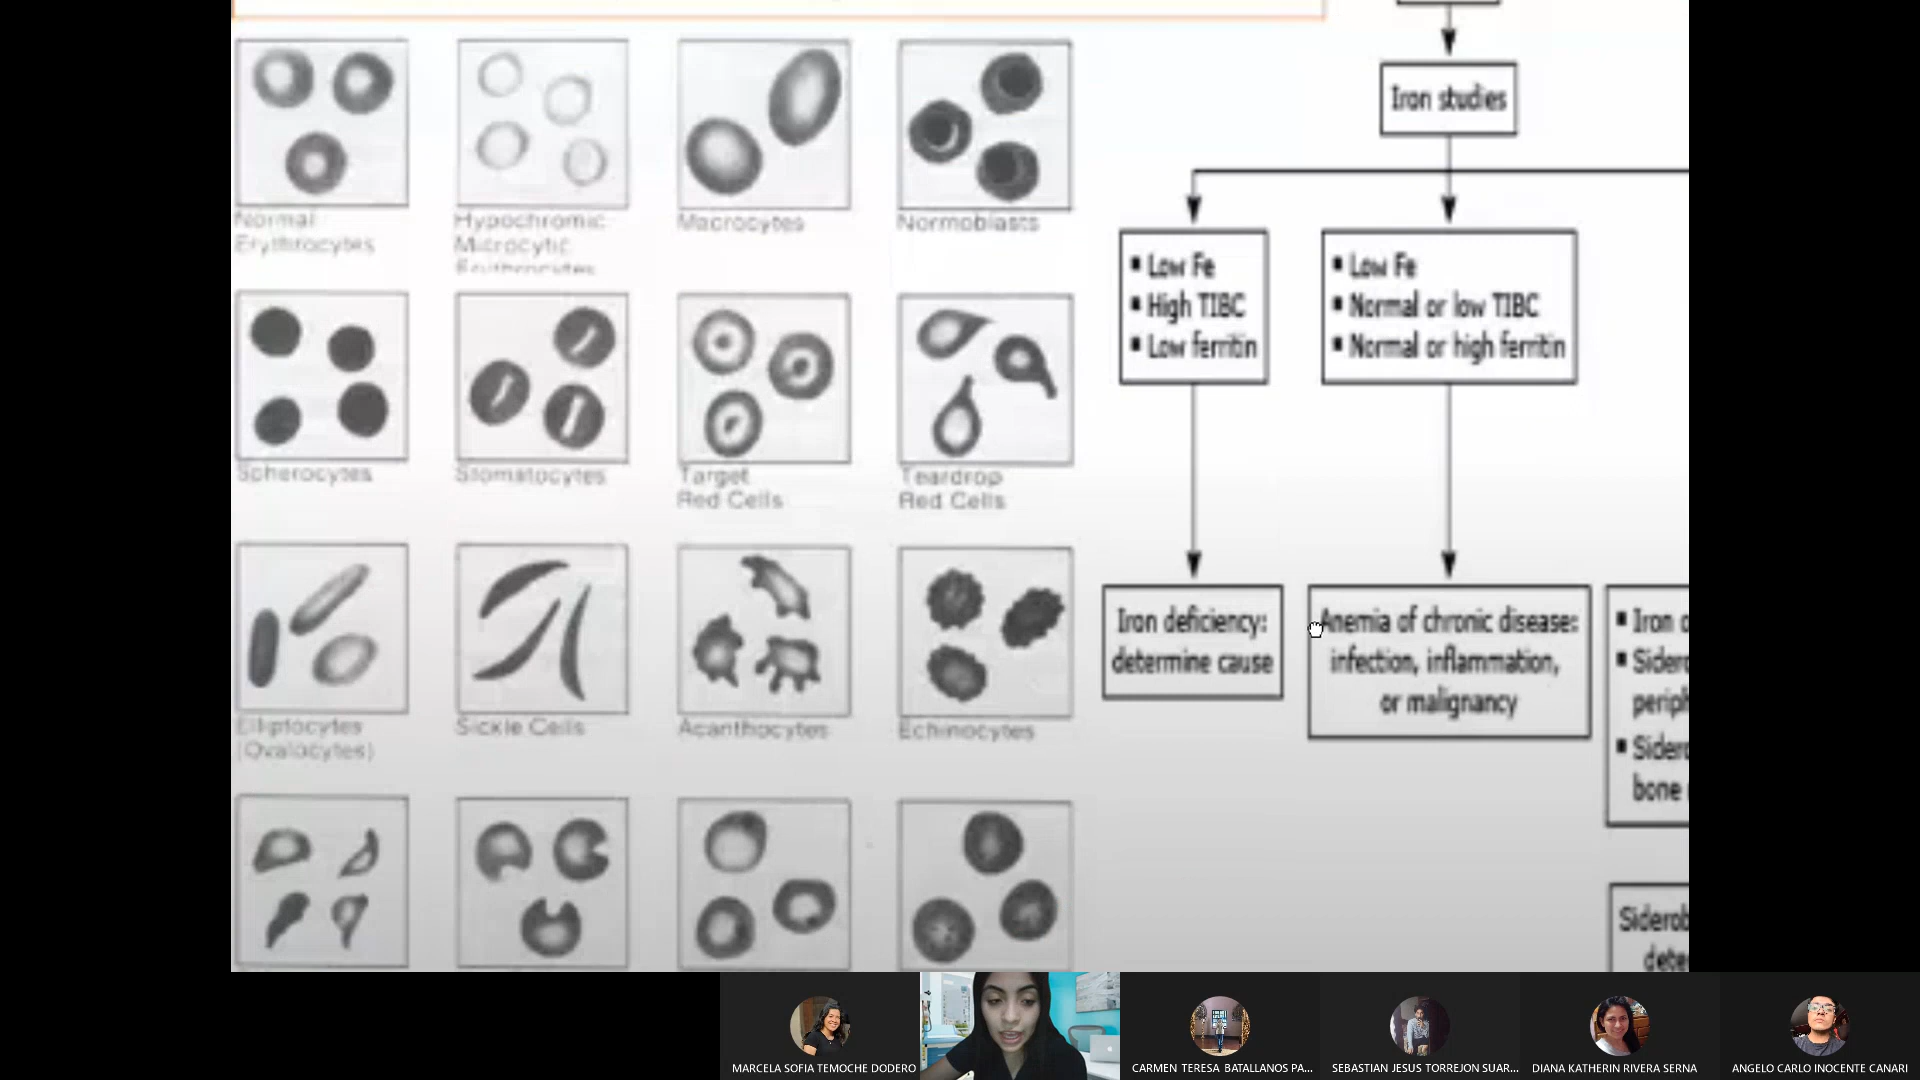 Normal
Erythrocytes
Hypochromic
Microcytic
Erythrocytes
Macrocytes
Normoblasts
Spherocytes
Stomatocytes
Target
Red Cells
Teardrop
Red Cells
Elliptocytes
(Ovalocytes)
Sickle Cells
Acanthocytes
Echinocytes
Iron studies
▪ Low Fe
▪ High TIBC
▪ Low ferritin
▪ Low Fe
▪ Normal or low TIBC
▪ Normal or high ferritin
Iron deficiency:
determine cause
Anemia of chronic disease:
infection, inflammation,
or malignancy
▪ Iron
bone
MARCELA SOFIA TEMOCHE DODERO
CARMEN TERESA BATALLANOS PA...
SEBASTIAN JESUS TORREJON SUAR...
DIANA KATHERIN RIVERA SERNA
ANGELO CARLO INOCENTE CANARI